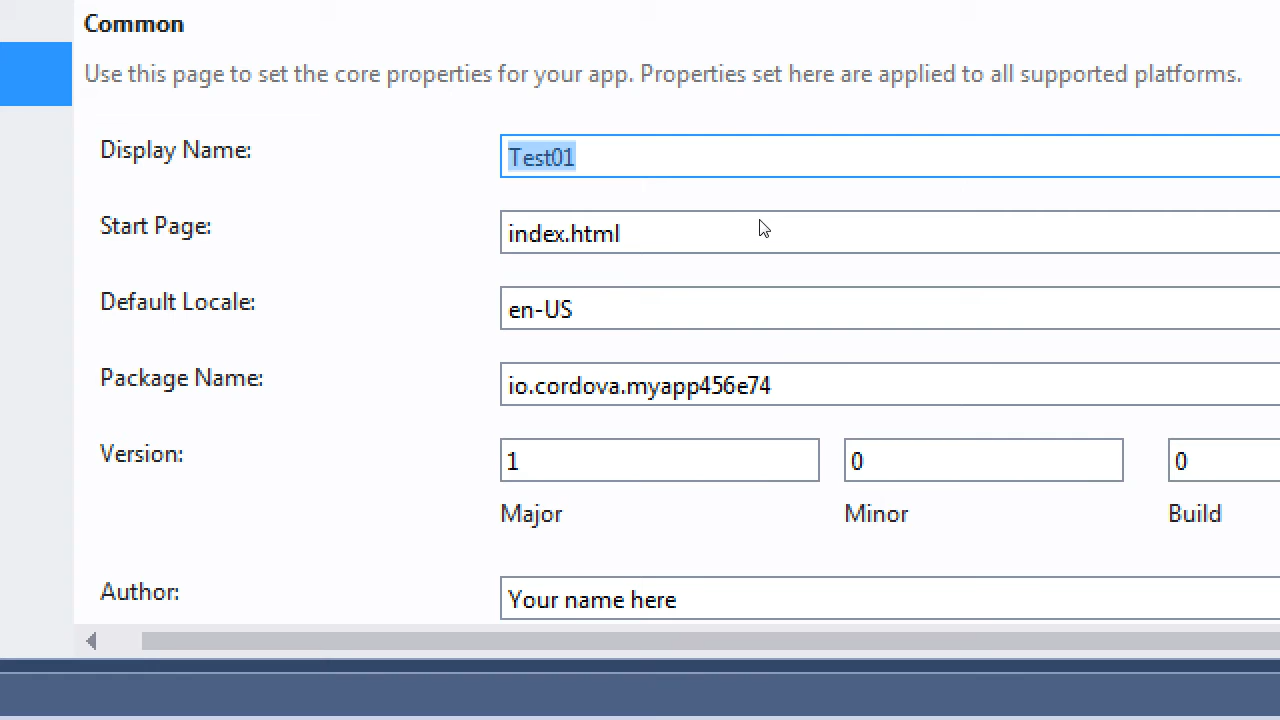 Common
Use this page to set the core properties for your app. Properties set here are applied to all supported platforms.
Display Name: Test01
Start Page: index.html
Default Locale: en-US
Package Name: io.cordova.myapp456e74
Version: 1 0 0
Major Minor Build
Author: Your name here